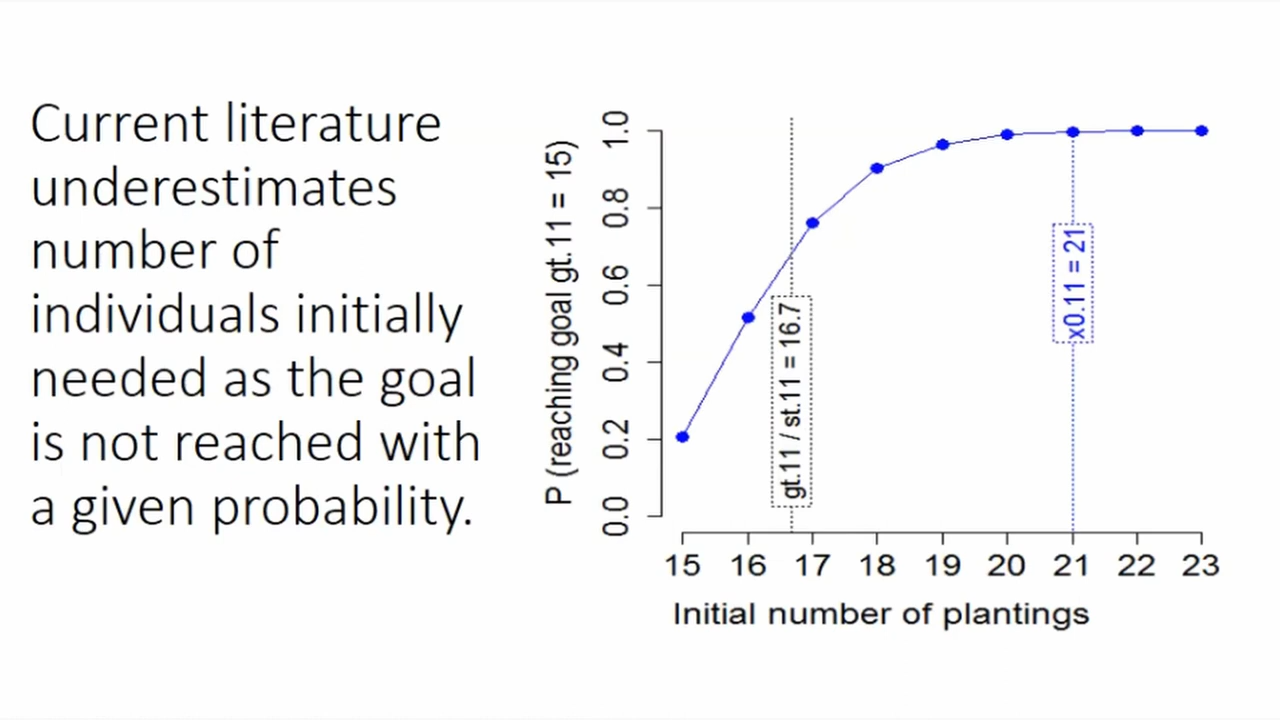 Current literature
underestimates
number of
individuals initially
needed as the goal
is not reached with
a given probability.
P (reaching goal gt.11 = 15)
1.0
0.8
0.6
0.4
0.2
0.0
gt.11 / st.11 = 16.7
x0.11 = 21
15 16 17 18 19 20 21 22 23
Initial number of plantings